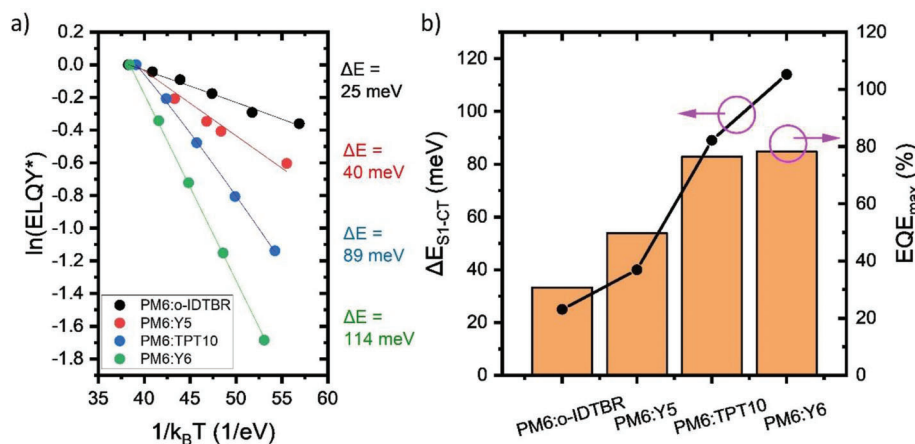 a)
ln(ELQY*)
0.0
-0.2
-0.4
-0.6
-0.8
-1.0
-1.2
-1.4
-1.6
-1.8
PM6:o-IDTBR
PM6:Y5
PM6:TPT10
PM6:Y6
35 40 45 50 55 60
1/kBT (1/eV)
ΔE =
25 meV
ΔE =
40 meV
ΔE =
89 meV
ΔE =
114 meV
b)
ΔES1-CT (meV)
120
100
80
60
40
20
0
PM6:o-IDTBR
PM6:Y5
PM6:TPT10
PM6:Y6
120
100
80
60
40
20
0
EQEmax (%)